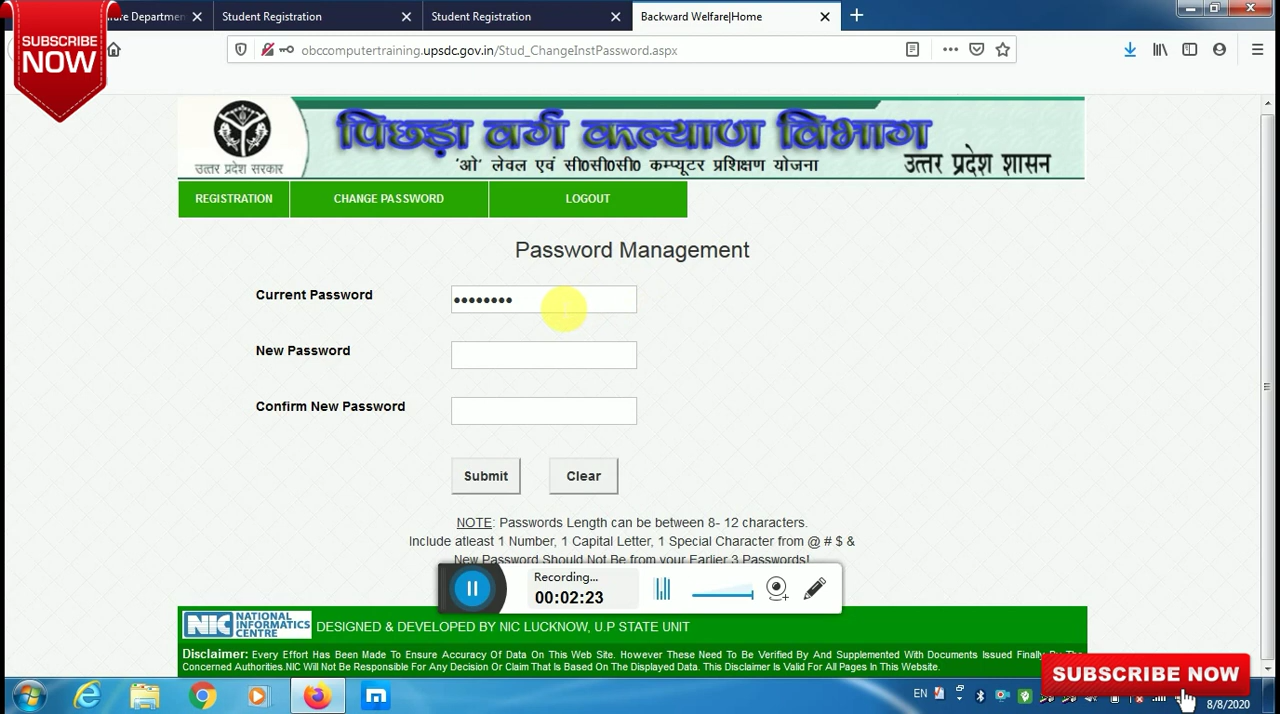 SUBSCRIBE
NOW
Student Registration
Student Registration
Backward Welfare|Home
obccomputertraining.upsdc.gov.in/Stud_ChangeInstPassword.aspx
उत्तर प्रदेश सरकार
पिछड़ा वर्ग कल्याण विभाग
'ओ' लेवल एवं सी0सी0सी0 कम्प्यूटर प्रशिक्षण योजना
उत्तर प्रदेश शासन
REGISTRATION
CHANGE PASSWORD
LOGOUT
Password Management
Current Password
New Password
Confirm New Password
Submit
Clear
NOTE: Passwords Length can be between 8- 12 characters.
Include atleast 1 Number, 1 Capital Letter, 1 Special Character from @ # $ &
New Password Should Not Be from your Earlier 3 Passwords!
Recording...
00:02:23
NIC NATIONAL INFORMATICS CENTRE
DESIGNED & DEVELOPED BY NIC LUCKNOW, U.P STATE UNIT
Disclaimer: Every Effort Has Been Made To Ensure Accuracy Of Data On This Web Site. However These Need To Be Verified By And Supplemented With Documents Issued Finally By The
Concerned Authorities.NIC Will Not Be Responsible For Any Decision Or Claim That Is Based On The Displayed Data. This Disclaimer Is Valid For All Pages In This Website.
SUBSCRIBE NOW
EN
8/8/2020